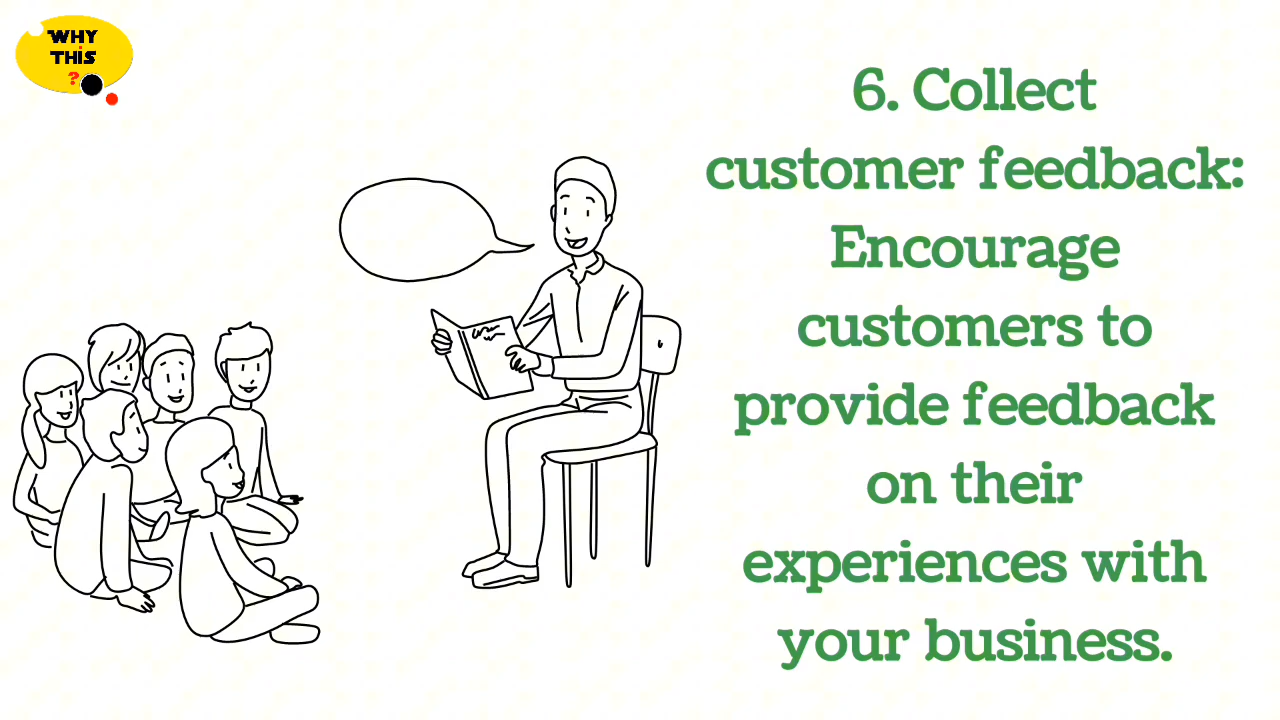 WHY
THIS
?
6. Collect
customer feedback:
Encourage
customers to
provide feedback
on their
experiences with
your business.